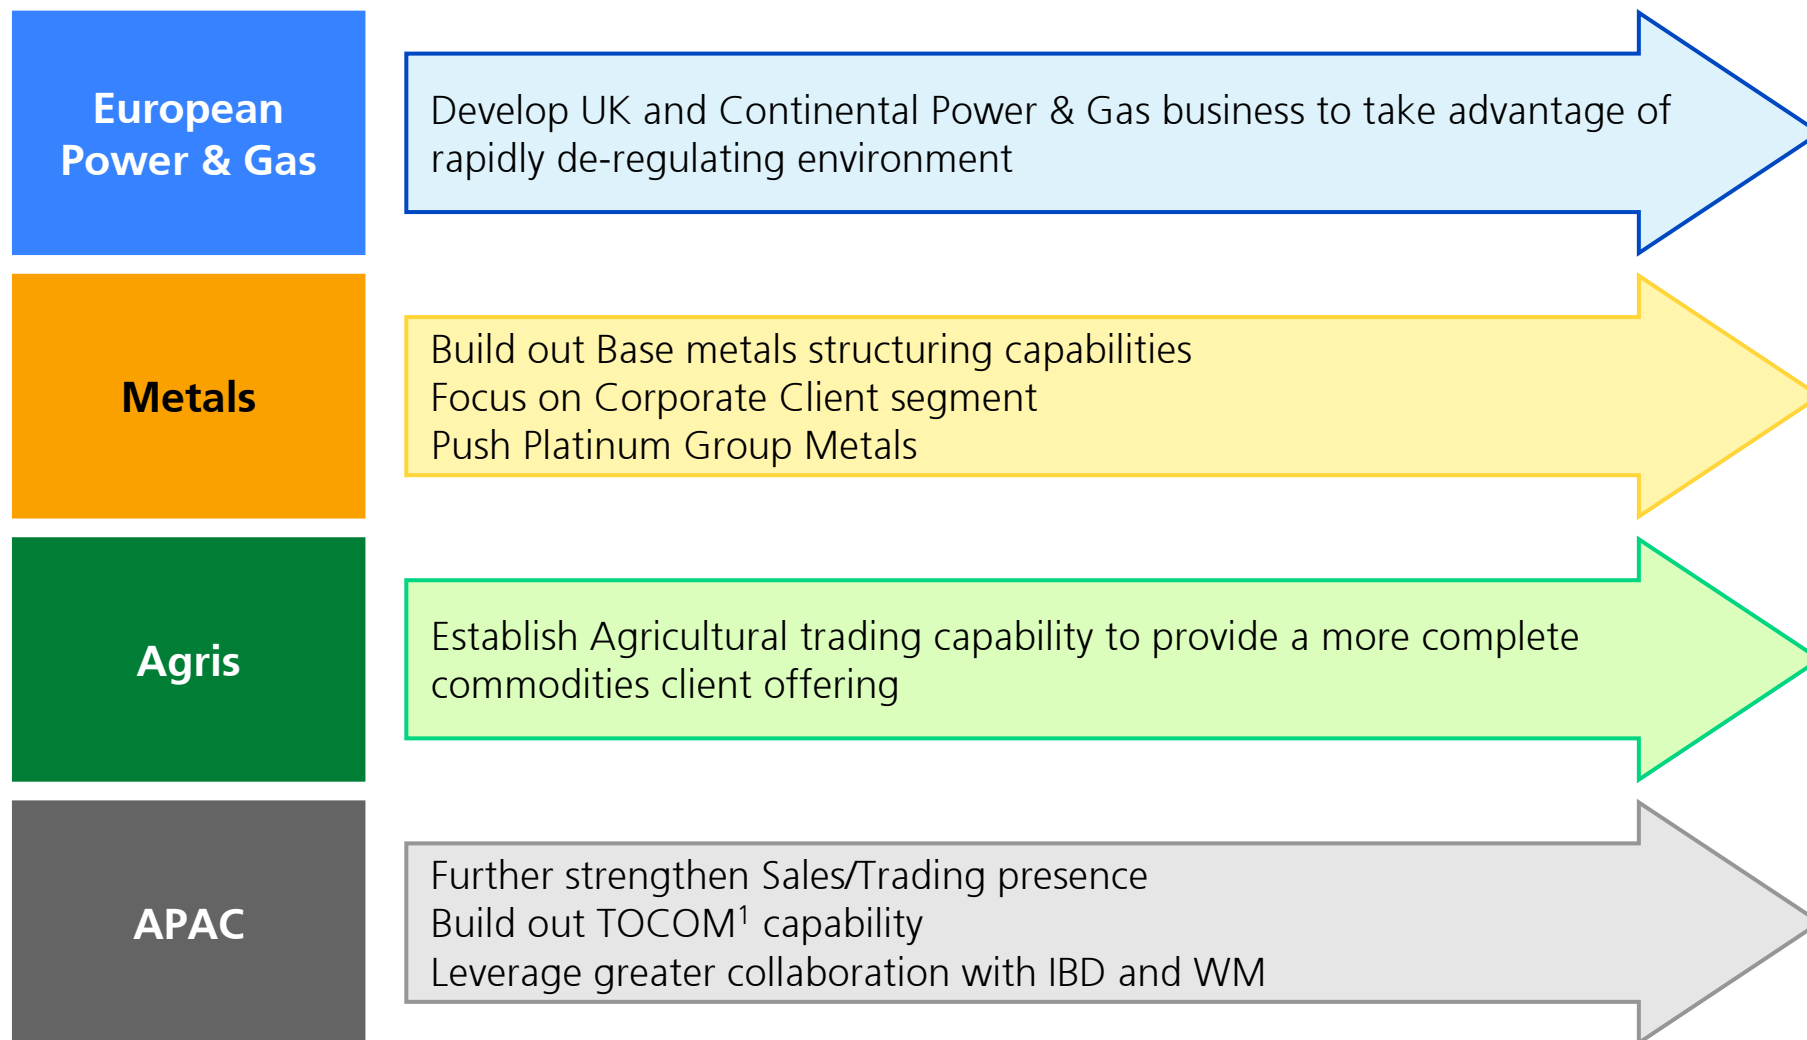 European
Power & Gas
Develop UK and Continental Power & Gas business to take advantage of
rapidly de-regulating environment
Metals
Build out Base metals structuring capabilities
Focus on Corporate Client segment
Push Platinum Group Metals
Agris
Establish Agricultural trading capability to provide a more complete
commodities client offering
APAC
Further strengthen Sales/Trading presence
Build out TOCOM¹ capability
Leverage greater collaboration with IBD and WM